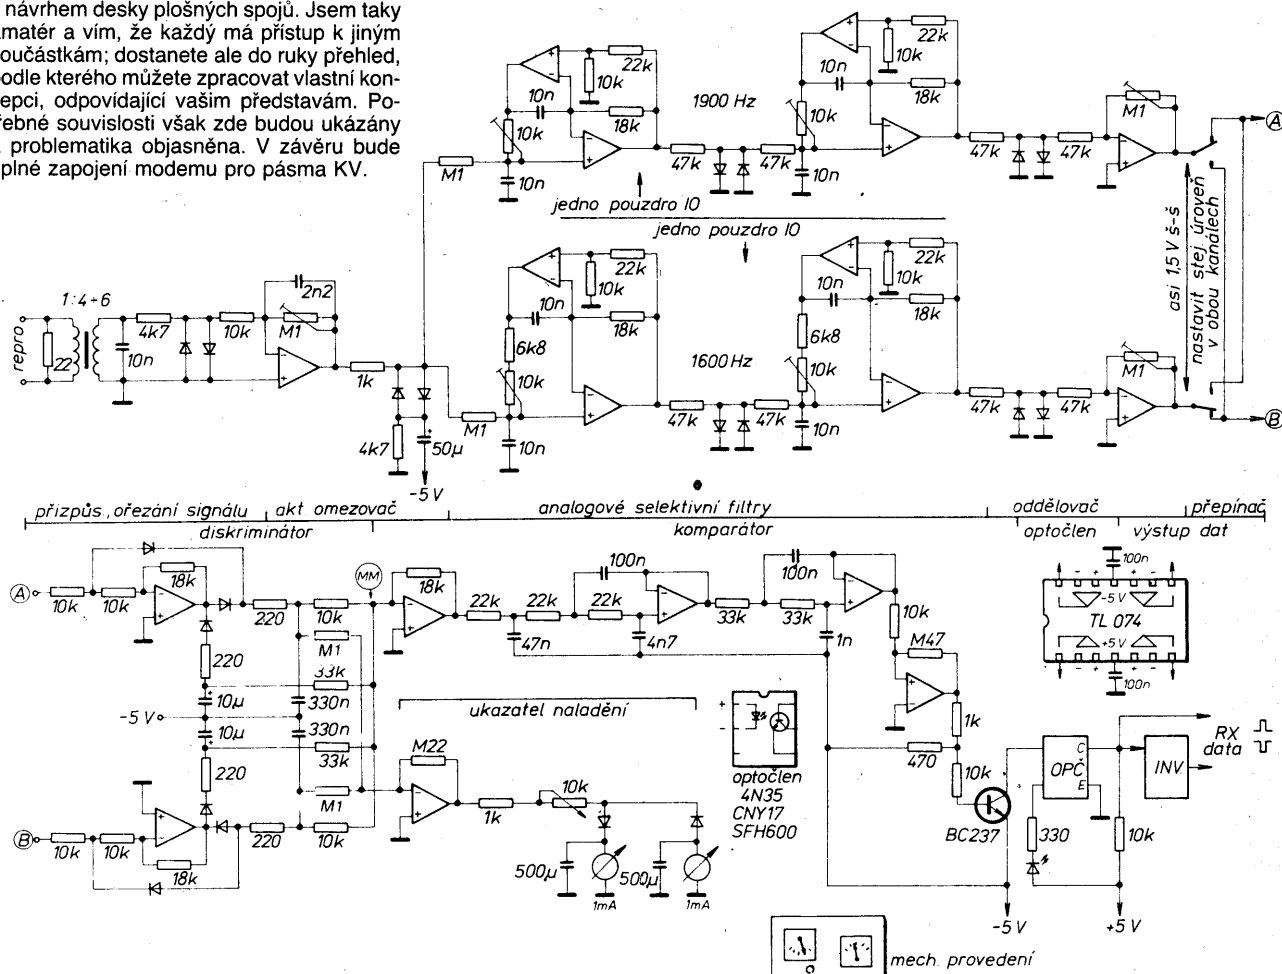 návrhem desky plošných spojů. Jsem taky
matér a vím, že každý má přístup k jiným
oučástkám; dostanete ale do ruky přehled,
odle kterého můžete zpracovat vlastní kon-
epci, odpovídající vašim představám. Po-
řebné souvislosti však zde budou ukázány
problematika objasněna. V závěru bude
plné zapojení modemu pro pásma KV.
22k
10k
10n
18k
10k
M1
10n
47k
1900 Hz
47k
22k
10k
10n
18k
10k
10n
47k
47k
M1
A
jedno pouzdro IO
jedno pouzdro IO
asi 1,5 V š-š
nastavit stej. úroveň
v obou kanálech
repro
22
1:4÷6
10n
4k7
10k
2n2
M1
1k
4k7
50µ
-5 V
22k
10k
10n
18k
6k8
10k
M1
10n
47k
1600 Hz
47k
22k
10k
10n
18k
6k8
10k
10n
47k
47k
M1
B
přizpůs., ořezání signálu
akt omezovač
analogové selektivní filtry
oddělovač
přepínač
diskriminátor
komparátor
optočlen
výstup dat
A
10k
10k
18k
220
10k
MM
18k
22k
22k
22k
100n
47n
4n7
33k
33k
100n
1n
10k
M47
1k
470
10k
BC237
220
M1
33k
10µ
330n
-5 V
10µ
330n
33k
220
M1
B
10k
10k
18k
220
10k
ukazatel naladění
M22
1k
10k
500µ
1mA
500µ
1mA
+
-
optočlen
4N35
CNY17
SFH600
100n
- + + -
-5 V
TL 074
+5 V
- + + -
100n
OPČ
C
E
INV.
RX
data
330
10k
-5 V
+5 V
mech. provedení